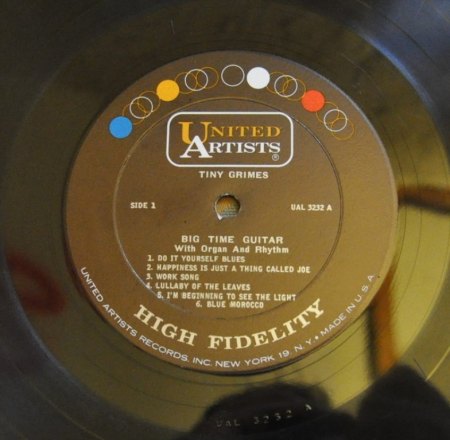 UNITED
ARTISTS®
TINY GRIMES
SIDE 1
UAL 3232 A
BIG TIME GUITAR
With Organ And Rhythm
1. DO IT YOURSELF BLUES
2. HAPPINESS IS JUST A THING CALLED JOE
3. WORK SONG
4. LULLABY OF THE LEAVES
5. I'M BEGINNING TO SEE THE LIGHT
6. BLUE MOROCCO
HIGH FIDELITY
UNITED ARTISTS RECORDS, INC. NEW YORK 19, N.Y. • MADE IN U.S.A.
UAL 3232 A